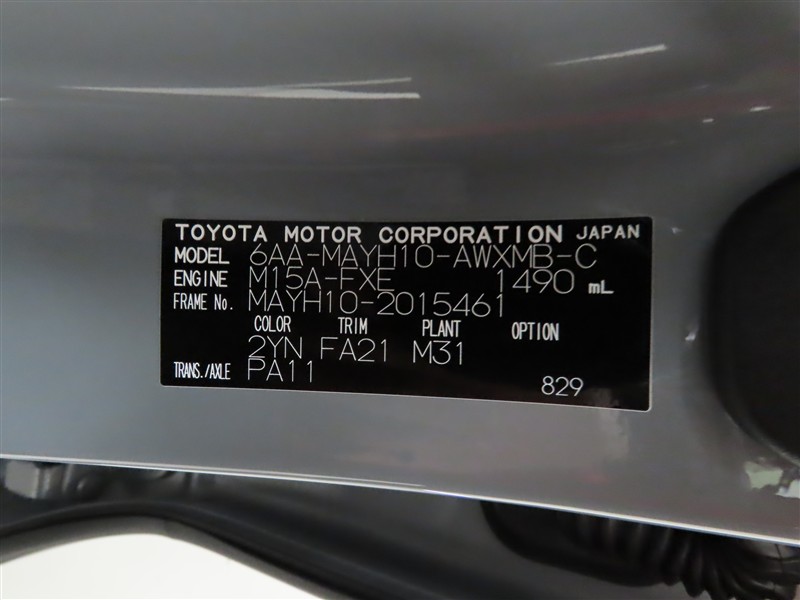 TOYOTA MOTOR CORPORATION JAPAN
MODEL 6AA-MAYH10-AWXMB-C
ENGINE M15A-FXE 1490 mL
FRAME No. MAYH10-2015461
COLOR TRIM PLANT OPTION
2YN FA21 M31
TRANS./AXLE PA11
829